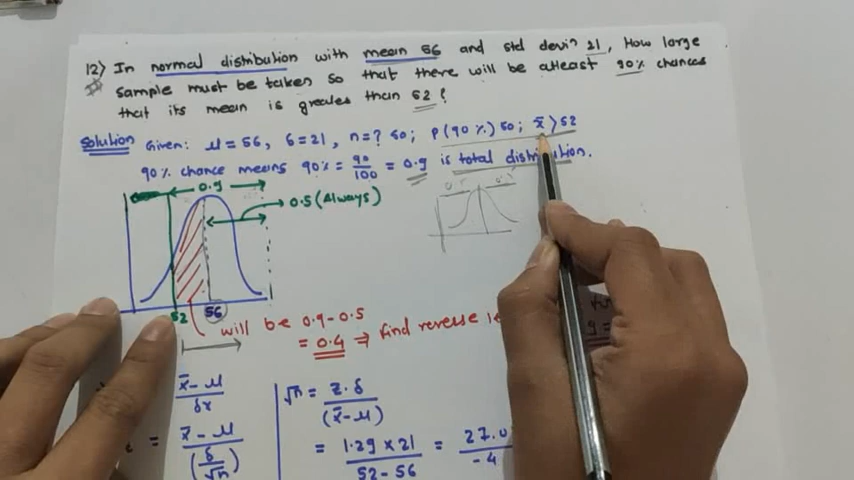 12) In normal distribution with mean 56 and std devi? 21, How large
sample must be taken so that there will be atleast 90% chances
that its mean is greates than 52?
Solution Given: μ=56, б=21, n=? so; P(90%) so; x̄ > 52
90% chance means 90% = 90/100 = 0.9 is total distribution.
0.9
0.5 (Always)
52 56
will be 0.9-0.5
= 0.4 ⇒ find reverse
x̄-μ / δx
√n = z.δ / (x̄-μ)
= x̄-μ / (δ/√n)
= 1.29 × 21 / 52-56 = 27.0 / -4